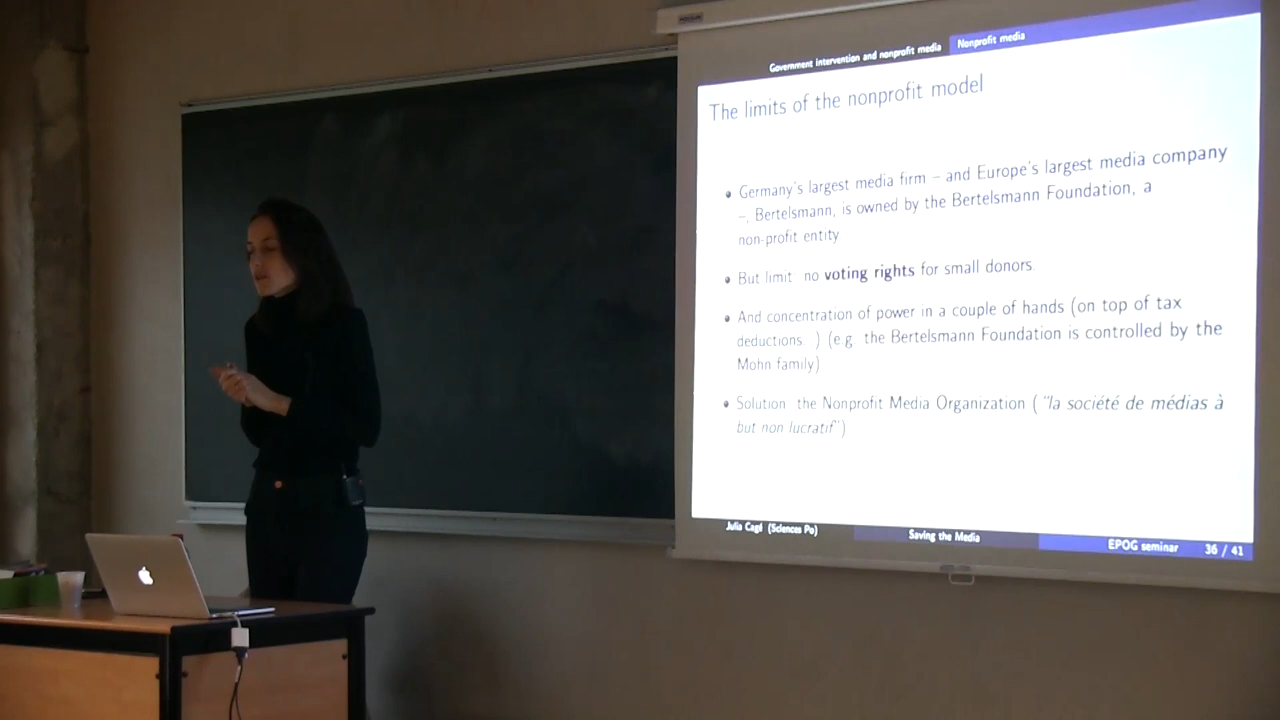 Government intervention and nonprofit media Nonprofit media
The limits of the nonprofit model
Germany's largest media firm – and Europe's largest media company
–, Bertelsmann, is owned by the Bertelsmann Foundation, a
non-profit entity
But limit no voting rights for small donors.
And concentration of power in a couple of hands (on top of tax
deductions. ) (e.g. the Bertelsmann Foundation is controlled by the
Mohn family)
Solution the Nonprofit Media Organization ( "la société de médias à
but non lucratif")
Julia Cagé (Sciences Po) Saving the Media EPOG seminar 36 / 41